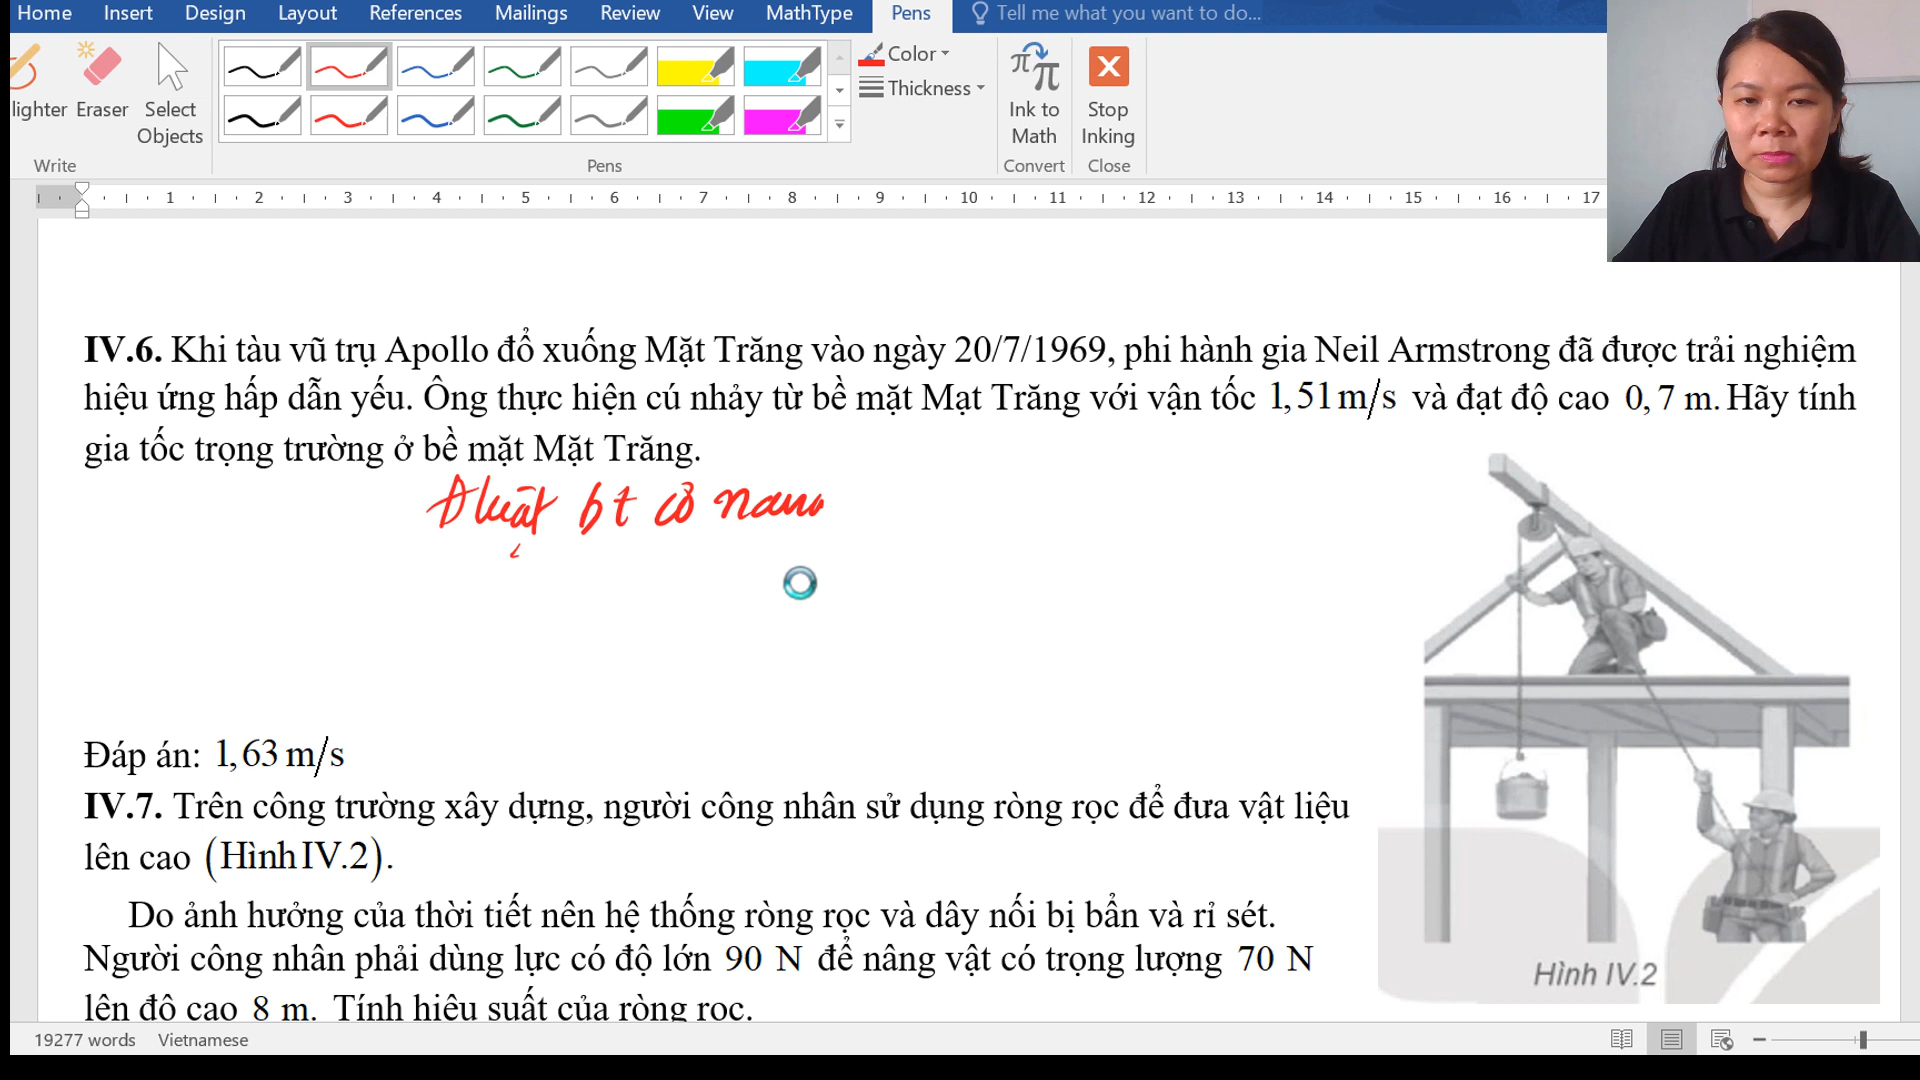 Home Insert Design Layout References Mailings Review View MathType Pens Tell me what you want to do...
lighter Eraser Select Objects
Color
Thickness
Ink to Math
Stop Inking
Write Pens Convert Close
1 2 3 4 5 6 7 8 9 10 11 12 13 14 15 16 17
IV.6. Khi tàu vũ trụ Apollo đổ xuống Mặt Trăng vào ngày 20/7/1969, phi hành gia Neil Armstrong đã được trải nghiệm
hiệu ứng hấp dẫn yếu. Ông thực hiện cú nhảy từ bề mặt Mạt Trăng với vận tốc 1,51 m/s và đạt độ cao 0,7 m. Hãy tính
gia tốc trọng trường ở bề mặt Mặt Trăng.
Đluật bt cơ nang
Đáp án: 1,63 m/s
IV.7. Trên công trường xây dựng, người công nhân sử dụng ròng rọc để đưa vật liệu
lên cao (Hình IV.2).
Do ảnh hưởng của thời tiết nên hệ thống ròng rọc và dây nối bị bẩn và rỉ sét.
Người công nhân phải dùng lực có độ lớn 90 N để nâng vật có trọng lượng 70 N
lên độ cao 8 m. Tính hiệu suất của ròng rọc.
Hình IV.2
19277 words Vietnamese